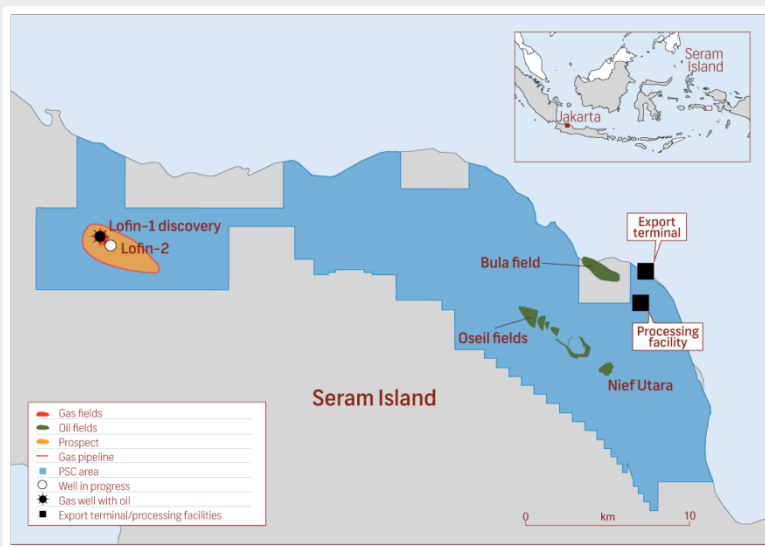 Seram
Island
Jakarta
Lofin-1 discovery
Lofin-2
Export
terminal
Bula field
Processing
facility
Oseil fields
Nief Utara
Seram Island
Gas fields
Oil fields
Prospect
Gas pipeline
PSC area
Well in progress
Gas well with oil
Export terminal/processing facilities
0 km 10